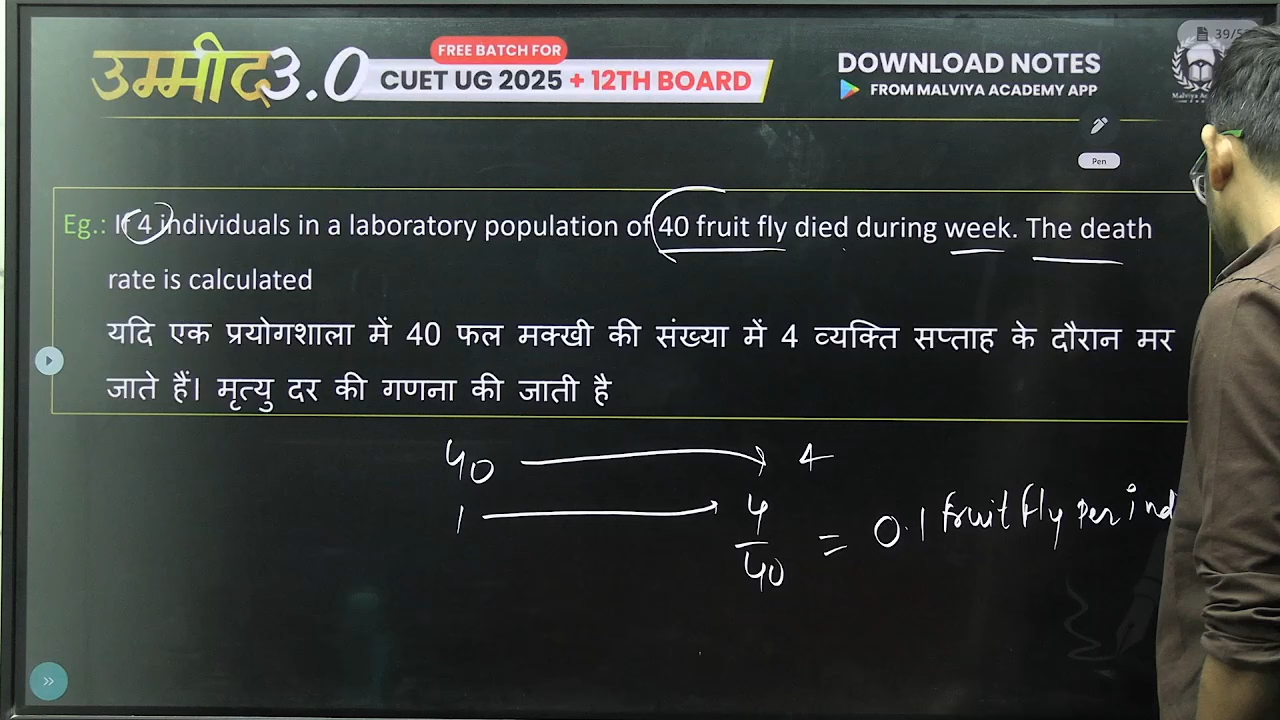 उम्मीद 3.0
FREE BATCH FOR
CUET UG 2025 + 12TH BOARD
DOWNLOAD NOTES
FROM MALVIYA ACADEMY APP
Pen
Eg.: If 4 individuals in a laboratory population of 40 fruit fly died during week. The death
rate is calculated
यदि एक प्रयोगशाला में 40 फल मक्खी की संख्या में 4 व्यक्ति सप्ताह के दौरान मर
जाते हैं। मृत्यु दर की गणना की जाती है
40 → 4
1 → 4/40 = 0.1 fruit fly per ind